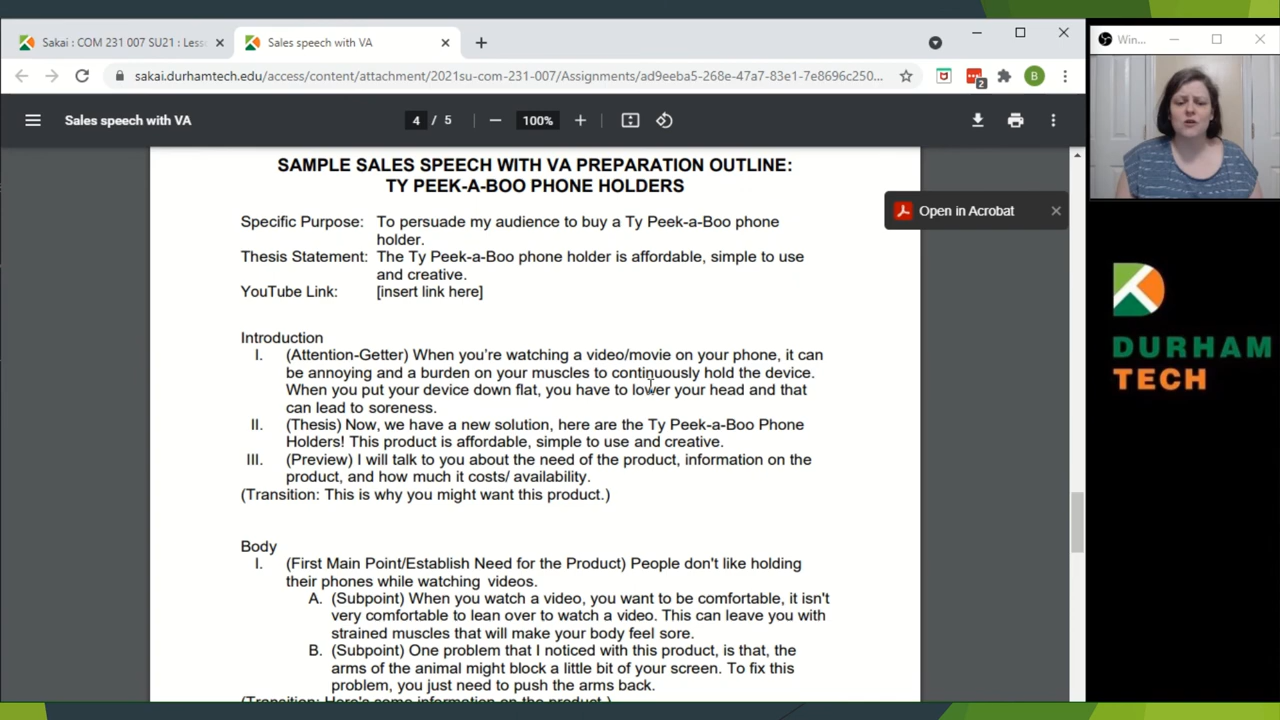 Sakai : COM 231 007 SU21 : Less
Sales speech with VA
sakai.durhamtech.edu/access/content/attachment/2021su-com-231-007/Assignments/ad9eeba5-268e-47a7-83e1-7e8696c250...
2
B
Win...
Sales speech with VA
4 / 5
100%
Open in Acrobat
SAMPLE SALES SPEECH WITH VA PREPARATION OUTLINE:
TY PEEK-A-BOO PHONE HOLDERS
Specific Purpose: To persuade my audience to buy a Ty Peek-a-Boo phone
holder.
Thesis Statement: The Ty Peek-a-Boo phone holder is affordable, simple to use
and creative.
YouTube Link: [insert link here]
Introduction
I. (Attention-Getter) When you're watching a video/movie on your phone, it can
be annoying and a burden on your muscles to continuously hold the device.
When you put your device down flat, you have to lower your head and that
can lead to soreness.
II. (Thesis) Now, we have a new solution, here are the Ty Peek-a-Boo Phone
Holders! This product is affordable, simple to use and creative.
III. (Preview) I will talk to you about the need of the product, information on the
product, and how much it costs/ availability.
(Transition: This is why you might want this product.)
Body
I. (First Main Point/Establish Need for the Product) People don't like holding
their phones while watching videos.
A. (Subpoint) When you watch a video, you want to be comfortable, it isn't
very comfortable to lean over to watch a video. This can leave you with
strained muscles that will make your body feel sore.
B. (Subpoint) One problem that I noticed with this product, is that, the
arms of the animal might block a little bit of your screen. To fix this
problem, you just need to push the arms back.
(Transition: Here's some information on the product.)
DURHAM
TECH